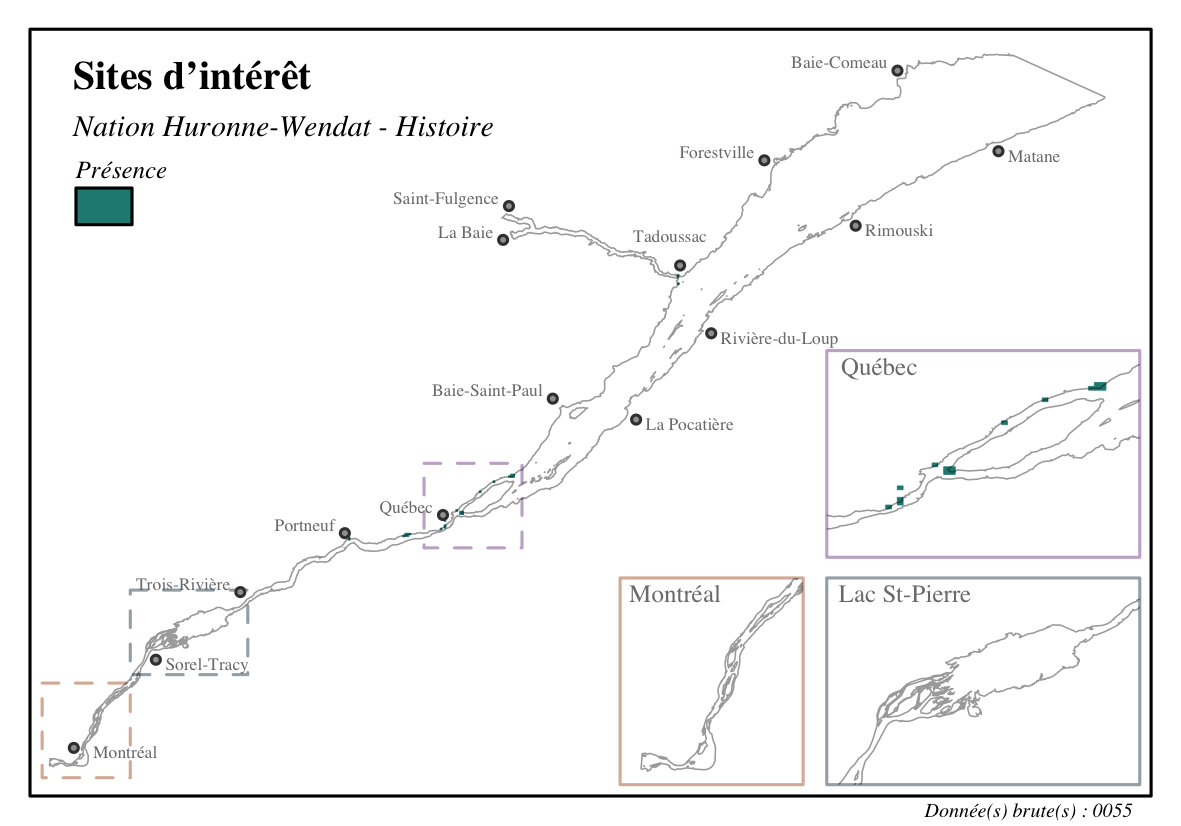 Sites d’intérêt
Nation Huronne-Wendat - Histoire
Présence
Baie-Comeau
Forestville
Matane
Saint-Fulgence
La Baie
Tadoussac
Rimouski
Rivière-du-Loup
Baie-Saint-Paul
La Pocatière
Québec
Portneuf
Trois-Rivière
Sorel-Tracy
Montréal
Québec
Montréal
Lac St-Pierre
Donnée(s) brute(s) : 0055